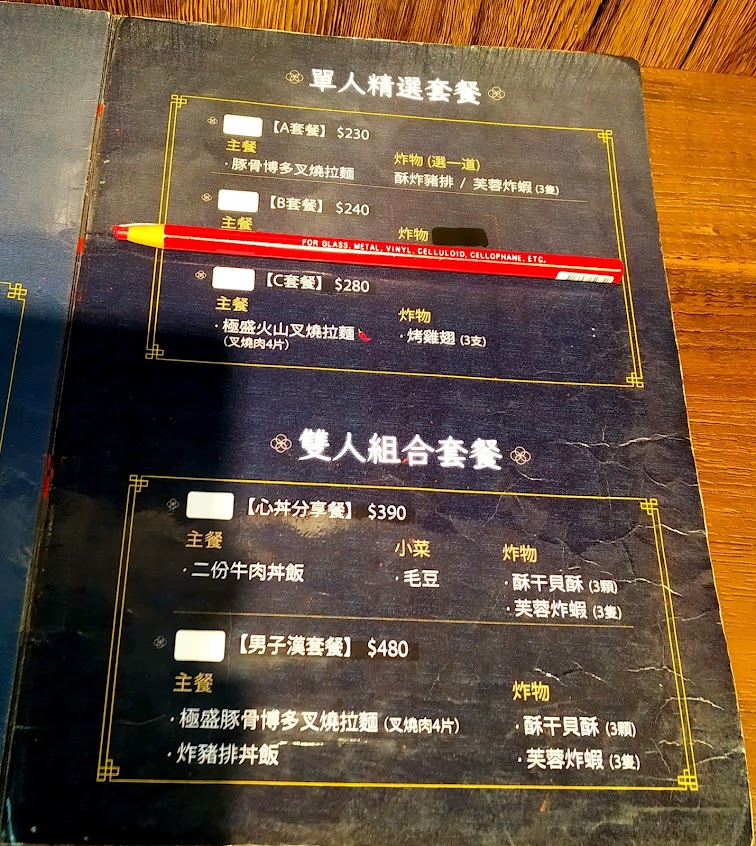 單人精選套餐
【A套餐】 $230
主餐
炸物 (選一道)
·豚骨博多叉燒拉麵
酥炸豬排 / 芙蓉炸蝦 (3隻)
【B套餐】 $240
主餐
炸物
FOR GLASS, METAL, VINYL, CELLULOID, CELLOPHANE, ETC.
【C套餐】 $280
主餐
炸物
·極盛火山叉燒拉麵
(叉燒肉4片)
·烤雞翅 (3支)
雙人組合套餐
【心丼分享餐】 $390
主餐
小菜
炸物
·二份牛肉丼飯
·毛豆
·酥干貝酥 (3顆)
·芙蓉炸蝦 (3隻)
【男子漢套餐】 $480
主餐
炸物
·極盛豚骨博多叉燒拉麵 (叉燒肉4片)
·酥干貝酥 (3顆)
·炸豬排丼飯
·芙蓉炸蝦 (3隻)